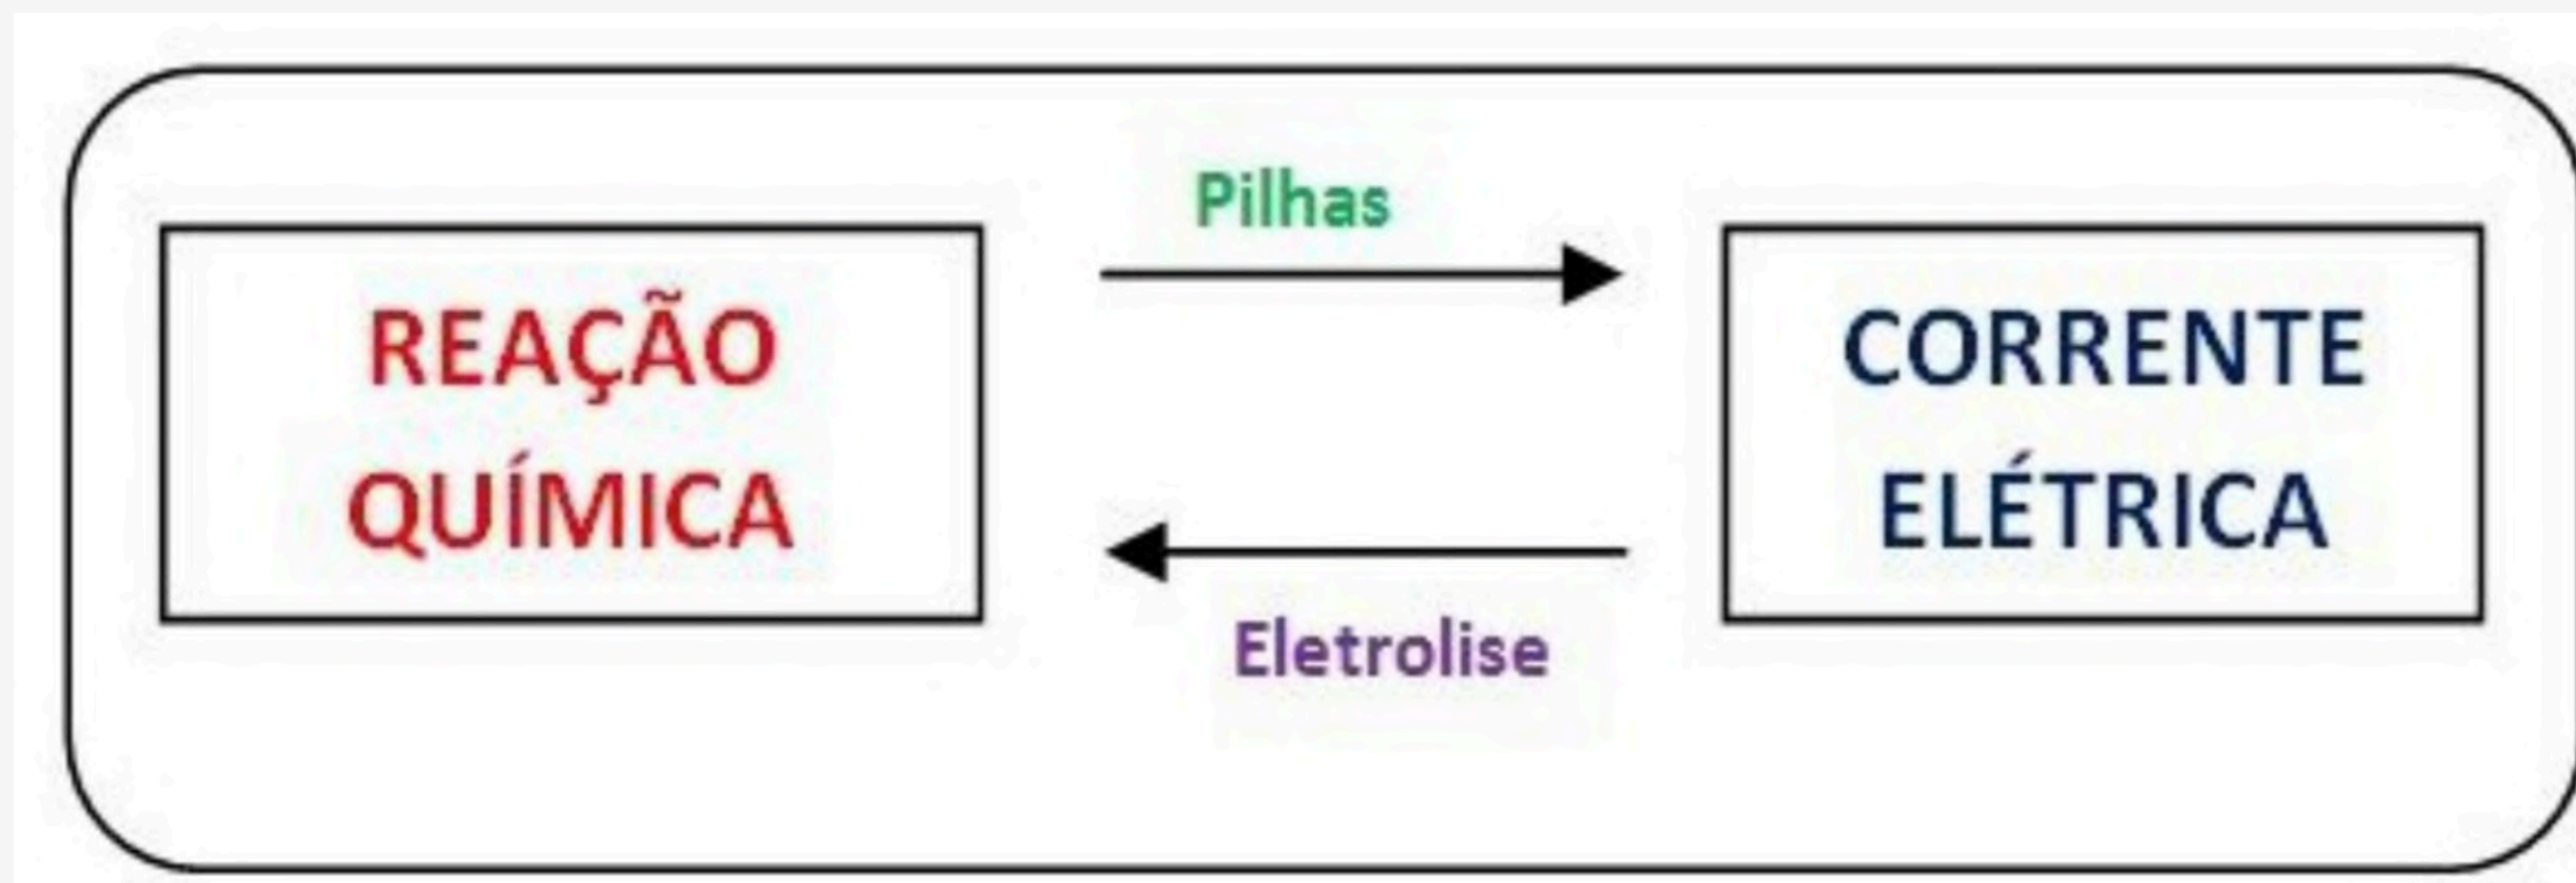 Pilhas
REAÇÃO
QUÍMICA
CORRENTE
ELÉTRICA
Eletrolise